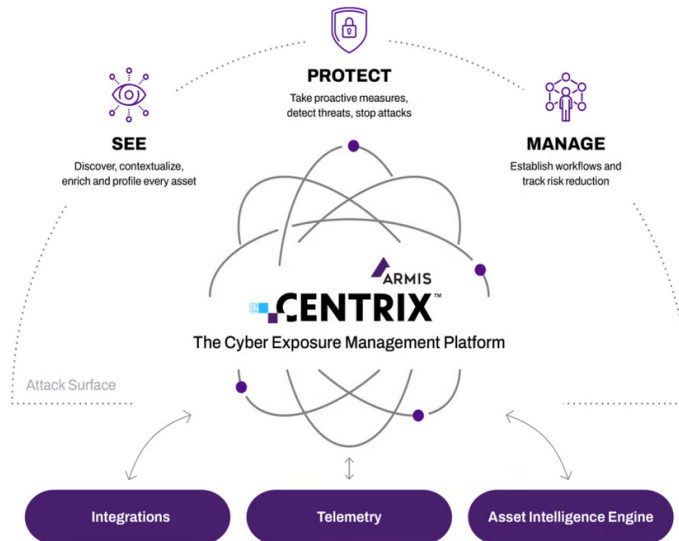 PROTECT
Take proactive measures,
detect threats, stop attacks
SEE
Discover, contextualize,
enrich and profile every asset
MANAGE
Establish workflows and
track risk reduction
ARMIS
CENTRIX™
The Cyber Exposure Management Platform
Attack Surface
Integrations
Telemetry
Asset Intelligence Engine